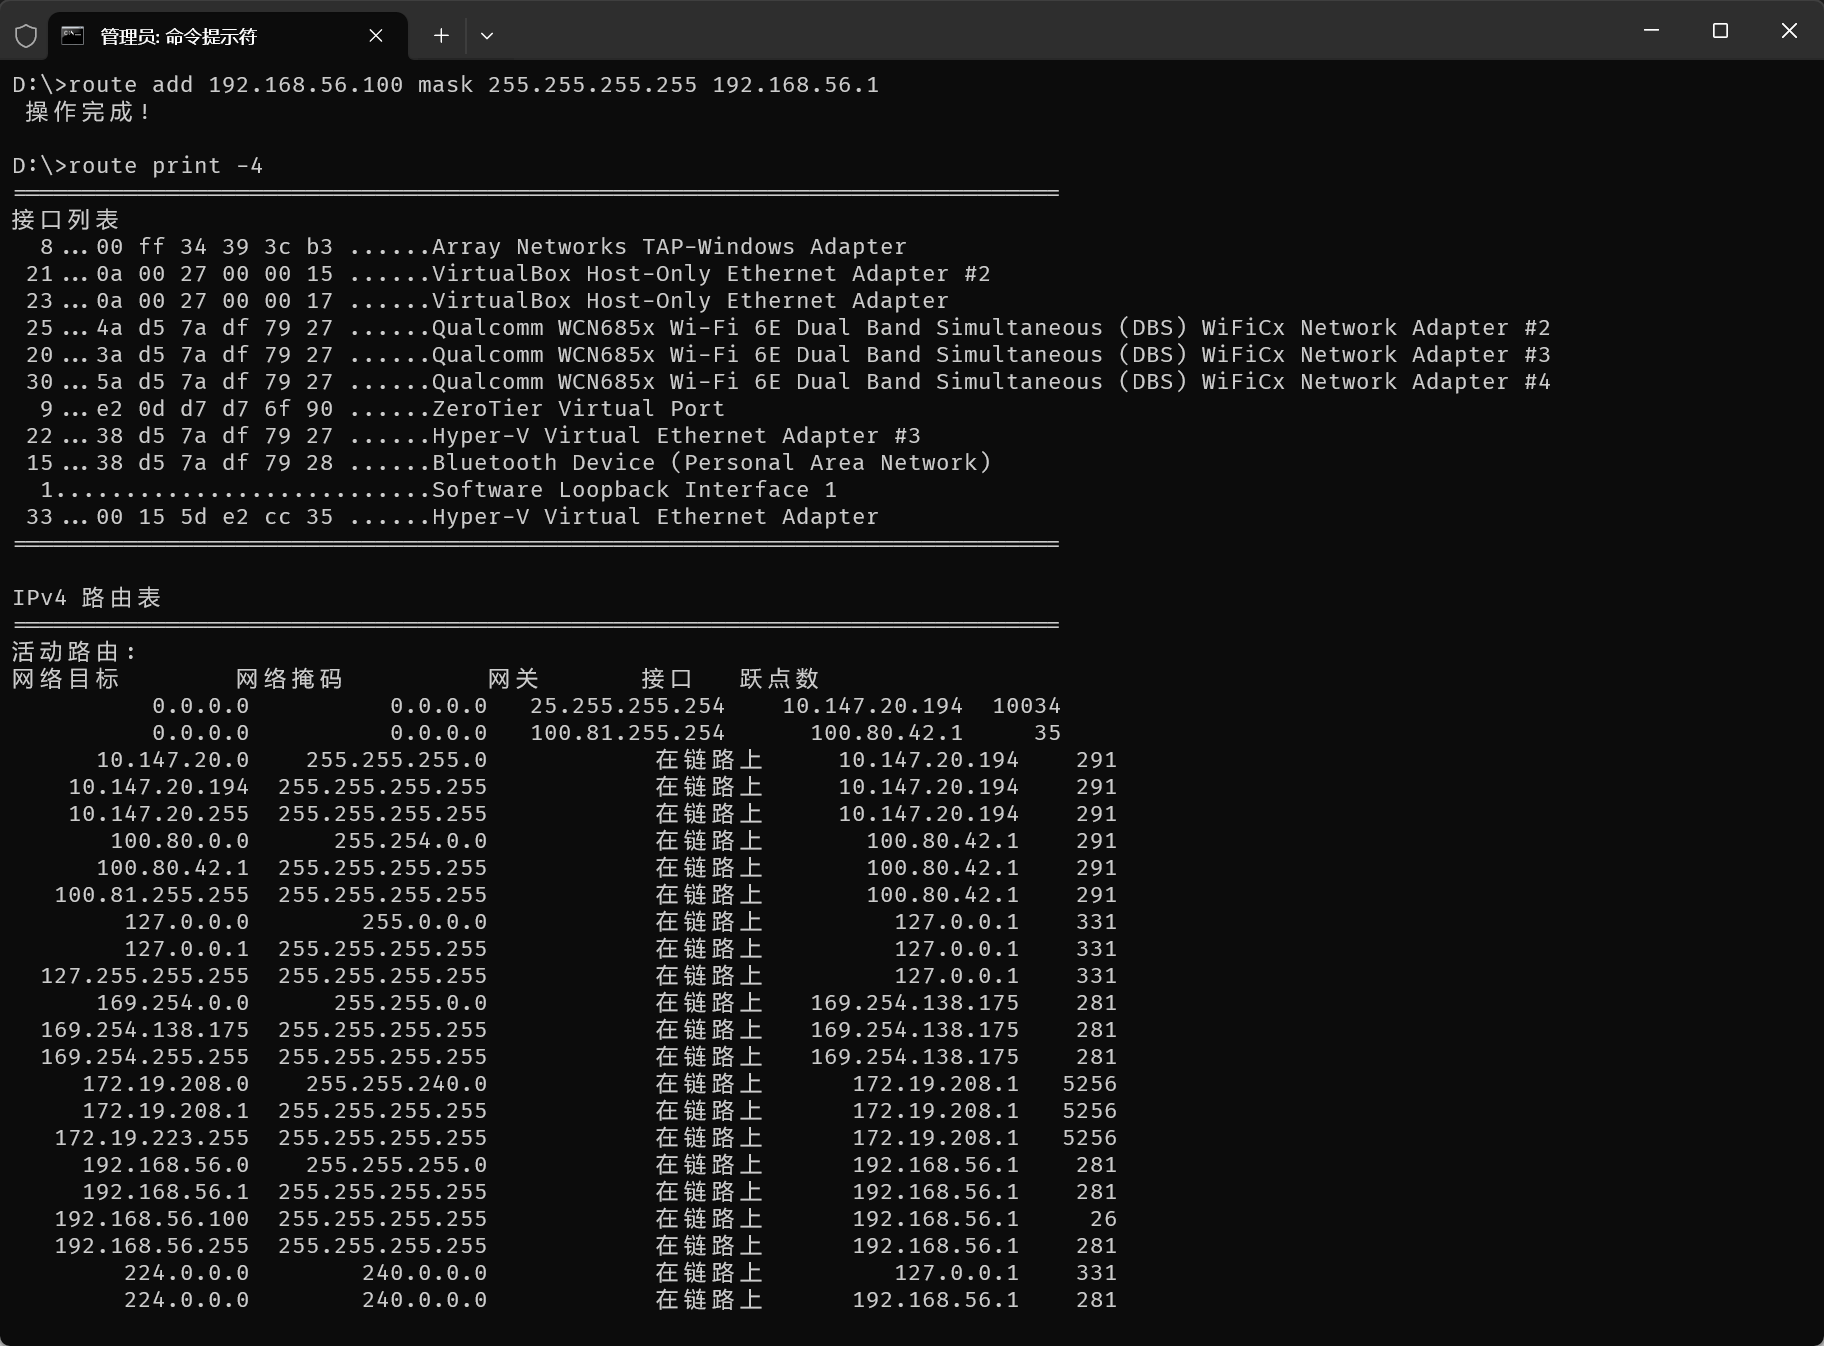 管理员: 命令提示符
D:\>route add 192.168.56.100 mask 255.255.255.255 192.168.56.1
操作完成!
D:\>route print -4
===========================================================================
接口列表
8...00 ff 34 39 3c b3 ......Array Networks TAP-Windows Adapter
21...0a 00 27 00 00 15 ......VirtualBox Host-Only Ethernet Adapter #2
23...0a 00 27 00 00 17 ......VirtualBox Host-Only Ethernet Adapter
25...4a d5 7a df 79 27 ......Qualcomm WCN685x Wi-Fi 6E Dual Band Simultaneous (DBS) WiFiCx Network Adapter #2
20...3a d5 7a df 79 27 ......Qualcomm WCN685x Wi-Fi 6E Dual Band Simultaneous (DBS) WiFiCx Network Adapter #3
30...5a d5 7a df 79 27 ......Qualcomm WCN685x Wi-Fi 6E Dual Band Simultaneous (DBS) WiFiCx Network Adapter #4
9...e2 0d d7 d7 6f 90 ......ZeroTier Virtual Port
22...38 d5 7a df 79 27 ......Hyper-V Virtual Ethernet Adapter #3
15...38 d5 7a df 79 28 ......Bluetooth Device (Personal Area Network)
1...........................Software Loopback Interface 1
33...00 15 5d e2 cc 35 ......Hyper-V Virtual Ethernet Adapter
===========================================================================
IPv4 路由表
===========================================================================
活动路由:
网络目标 网络掩码 网关 接口 跃点数
0.0.0.0 0.0.0.0 25.255.255.254 10.147.20.194 10034
0.0.0.0 0.0.0.0 100.81.255.254 100.80.42.1 35
10.147.20.0 255.255.255.0 在链路上 10.147.20.194 291
10.147.20.194 255.255.255.255 在链路上 10.147.20.194 291
10.147.20.255 255.255.255.255 在链路上 10.147.20.194 291
100.80.0.0 255.254.0.0 在链路上 100.80.42.1 291
100.80.42.1 255.255.255.255 在链路上 100.80.42.1 291
100.81.255.255 255.255.255.255 在链路上 100.80.42.1 291
127.0.0.0 255.0.0.0 在链路上 127.0.0.1 331
127.0.0.1 255.255.255.255 在链路上 127.0.0.1 331
127.255.255.255 255.255.255.255 在链路上 127.0.0.1 331
169.254.0.0 255.255.0.0 在链路上 169.254.138.175 281
169.254.138.175 255.255.255.255 在链路上 169.254.138.175 281
169.254.255.255 255.255.255.255 在链路上 169.254.138.175 281
172.19.208.0 255.255.240.0 在链路上 172.19.208.1 5256
172.19.208.1 255.255.255.255 在链路上 172.19.208.1 5256
172.19.223.255 255.255.255.255 在链路上 172.19.208.1 5256
192.168.56.0 255.255.255.0 在链路上 192.168.56.1 281
192.168.56.1 255.255.255.255 在链路上 192.168.56.1 281
192.168.56.100 255.255.255.255 在链路上 192.168.56.1 26
192.168.56.255 255.255.255.255 在链路上 192.168.56.1 281
224.0.0.0 240.0.0.0 在链路上 127.0.0.1 331
224.0.0.0 240.0.0.0 在链路上 192.168.56.1 281